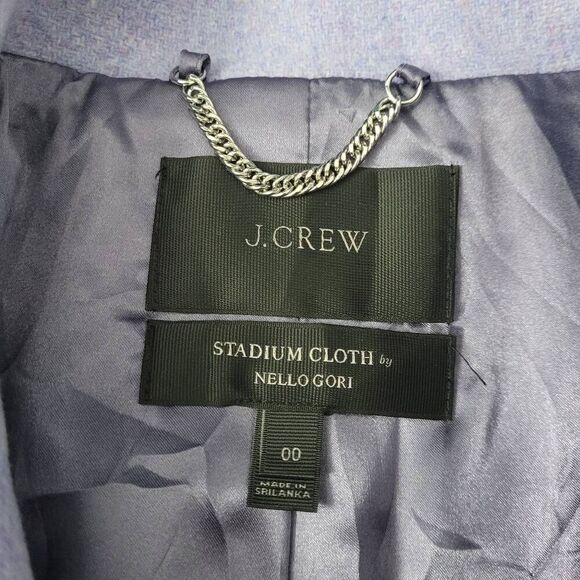 J.CREW
STADIUM CLOTH by
NELLO GORI
00
MADE IN
SRI LANKA